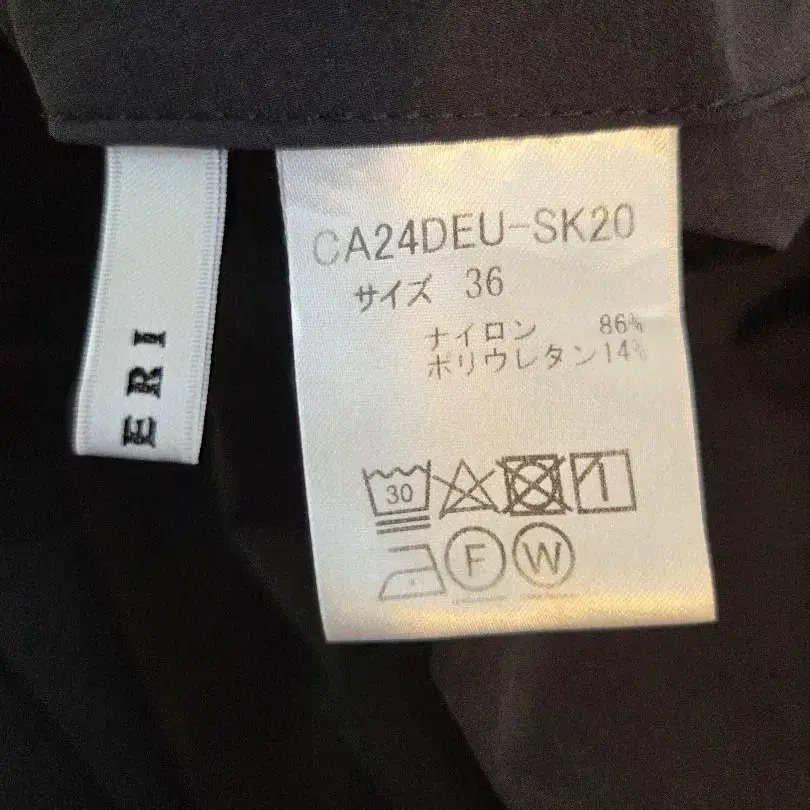 ERI
CA24DEU-SK20
サイズ 36
ナイロン 86%
ポリウレタン 14%
30
F W